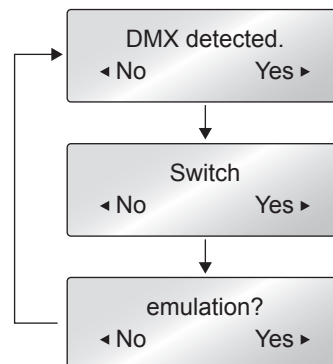 DMX detected.
◂ No Yes ▸
Switch
◂ No Yes ▸
emulation?
◂ No Yes ▸